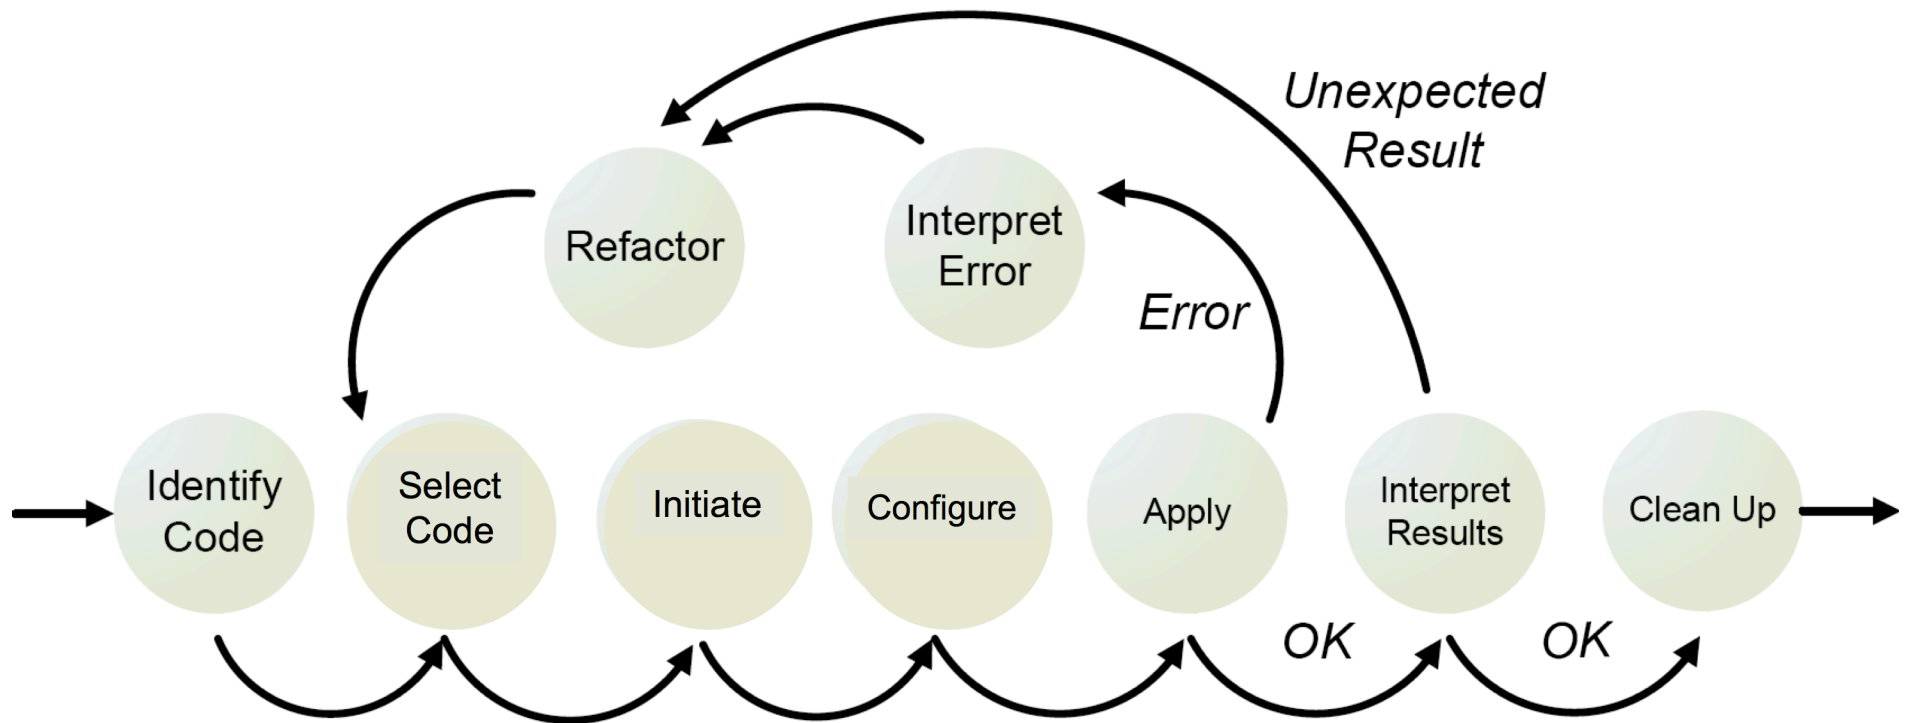 Unexpected
Result
Refactor
Interpret
Error
Error
Identify
Code
Select
Code
Initiate
Configure
Apply
Interpret
Results
Clean Up
OK
OK